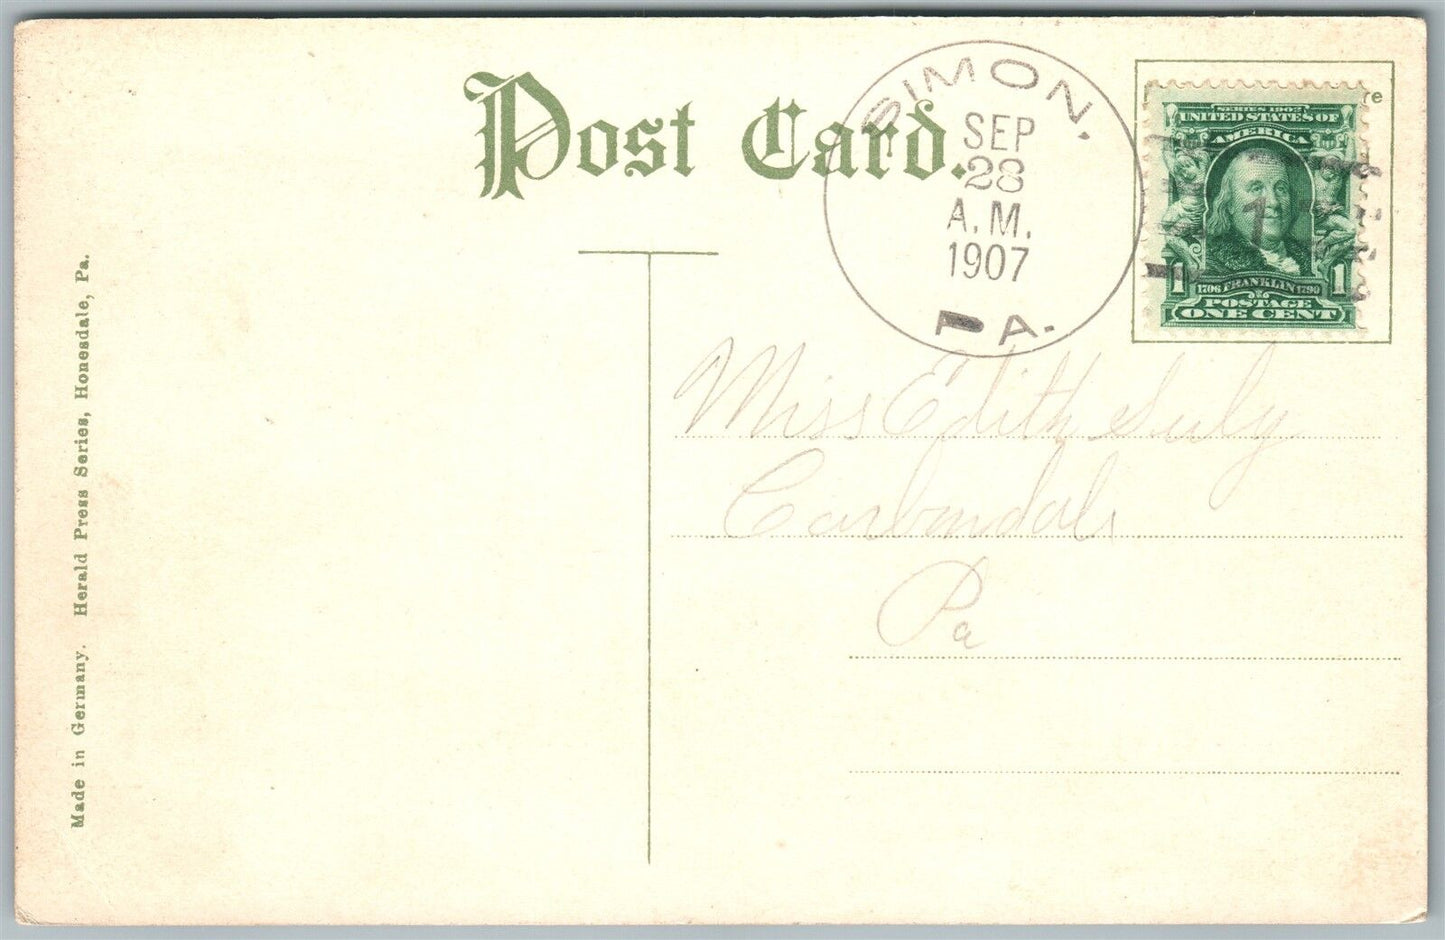 Post Card.
SIMON,
SEP
28
A.M.
1907
PA.
re
SERIES 1902
UNITED STATES OF
AMERICA
1
1
1706 FRANKLIN 1790
POSTAGE
ONE CENT
Miss Edith Suly
Carbondale
Pa
Made in Germany. Herald Press Series, Honesdale, Pa.